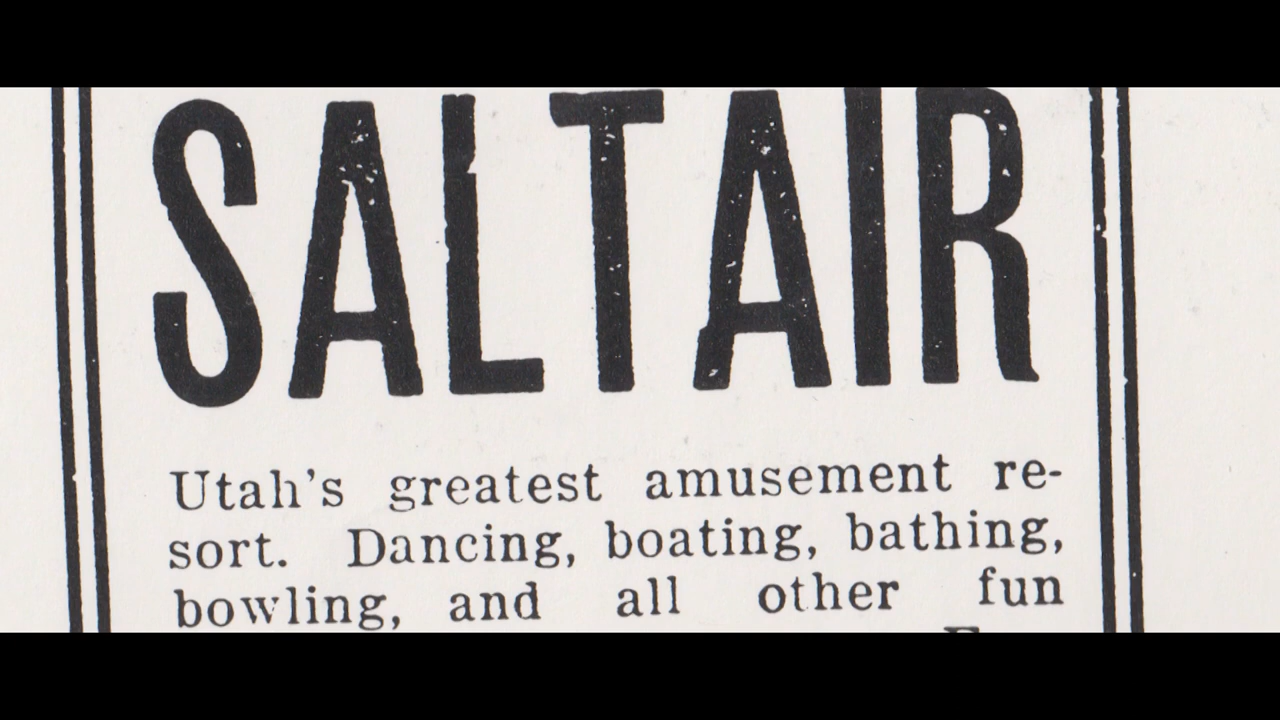 SALTAIR
Utah's greatest amusement re-
sort. Dancing, boating, bathing,
bowling, and all other fun